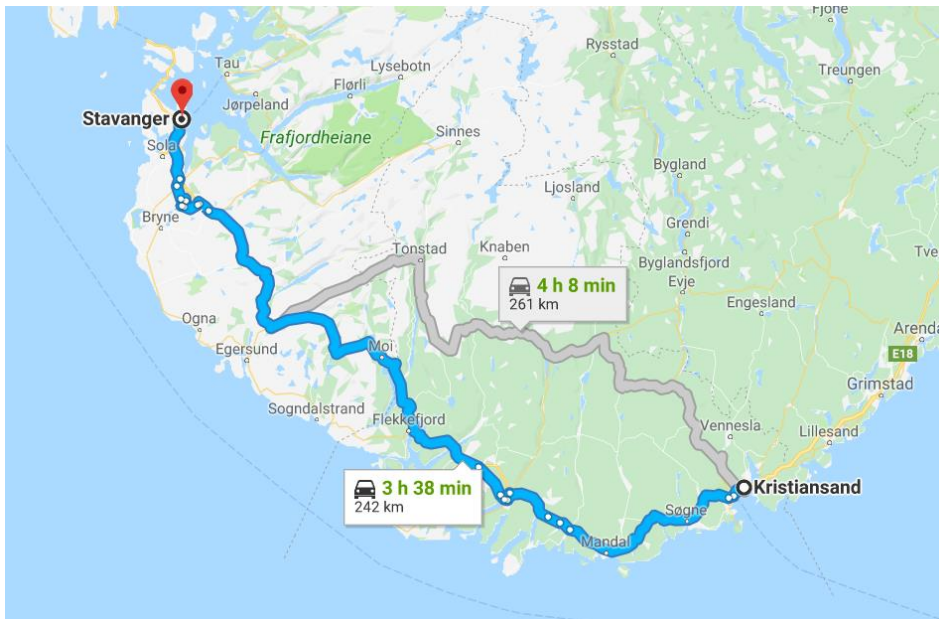 Fjone
Tau
Rysstad
Lysebotn
Treungen
Flørli
Jørpeland
Stavanger
Frafjordheiane
Sinnes
Sola
Bygland
Ljosland
Bryne
Grendi
Tonstad
Knaben
Tve
Byglandsfjord
4 h 8 min
Evje
261 km
Engesland
Ogna
Arenda
Moi
Egersund
E18
Grimstad
Sogndalstrand
Flekkefjord
Vennesla
Lillesand
3 h 38 min
Kristiansand
242 km
Søgne
Mandal